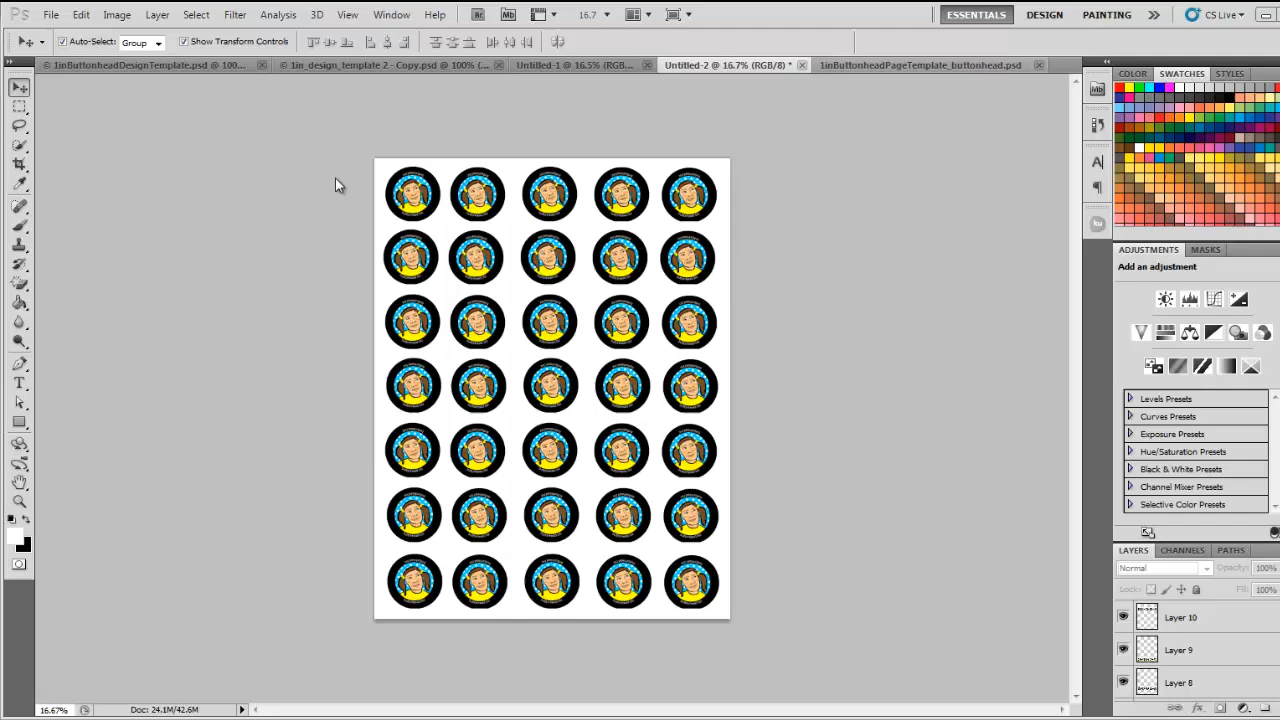 Ps File Edit Image Layer Select Filter Analysis 3D View Window Help Br Mb 16.7 ESSENTIALS DESIGN PAINTING CS Live
Auto-Select: Group Show Transform Controls
1inButtonheadDesignTemplate.psd @ 100... 1in_design_template 2 - Copy.psd @ 100% (... Untitled-1 @ 16.5% (RGB... Untitled-2 @ 16.7% (RGB/8) * 1inButtonheadPageTemplate_buttonhead.psd
COLOR SWATCHES STYLES
Mb
A
ku
ADJUSTMENTS MASKS
Add an adjustment
Levels Presets
Curves Presets
Exposure Presets
Hue/Saturation Presets
Black & White Presets
Channel Mixer Presets
Selective Color Presets
LAYERS CHANNELS PATHS
Normal Opacity: 100%
Lock: Fill: 100%
Layer 10
Layer 9
Layer 8
16.67% Doc: 24.1M/42.6M